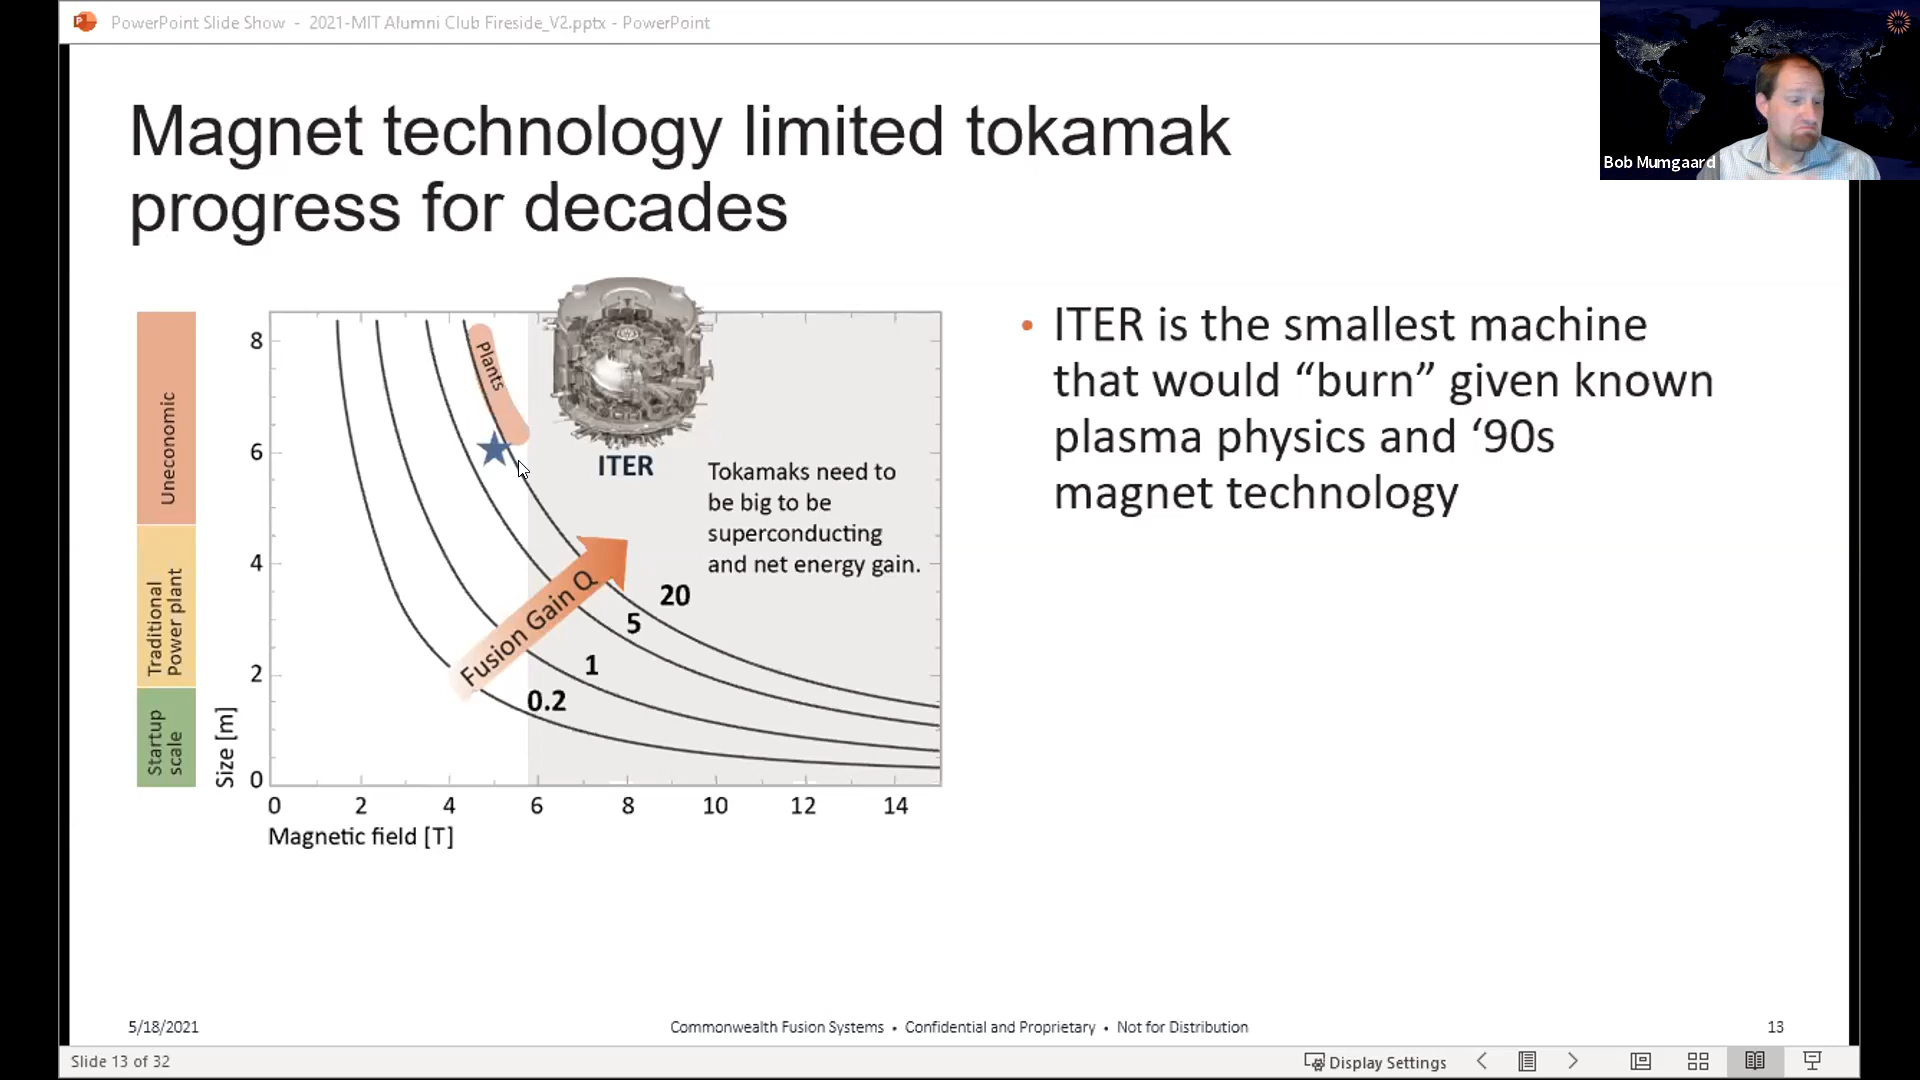 PowerPoint Slide Show - 2021-MIT Alumni Club Fireside_V2.pptx - PowerPoint
Bob Mumgaard
Magnet technology limited tokamak
progress for decades
Uneconomic
Traditional
Power plant
Startup
scale
Size [m]
8
6
4
2
0
Plants
ITER
Tokamaks need to
be big to be
superconducting
and net energy gain.
Fusion Gain Q
20
5
1
0.2
0 2 4 6 8 10 12 14
Magnetic field [T]
• ITER is the smallest machine
that would “burn” given known
plasma physics and ‘90s
magnet technology
5/18/2021
Commonwealth Fusion Systems • Confidential and Proprietary • Not for Distribution
13
Slide 13 of 32
Display Settings